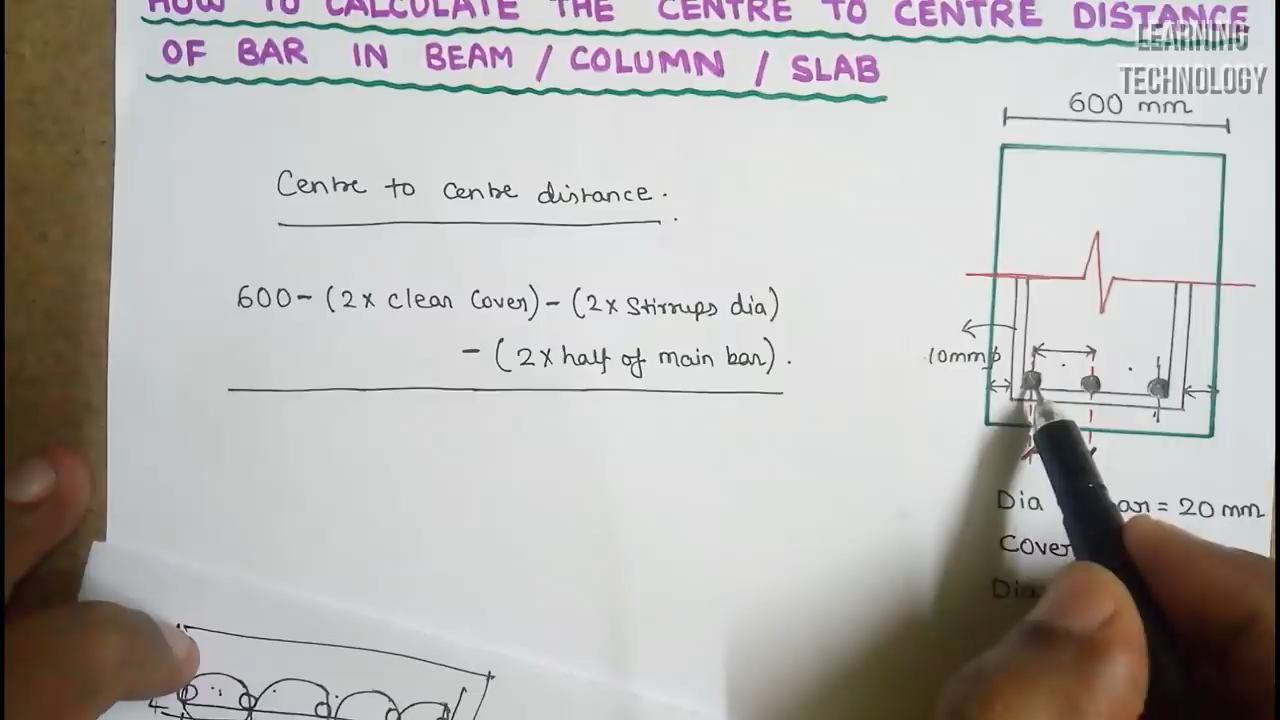 HOW TO CALCULATE THE CENTRE TO CENTRE DISTANCE
OF BAR IN BEAM / COLUMN / SLAB
LEARNING
TECHNOLOGY
600 mm
Centre to centre distance.
600 - (2 x clear cover) - (2 x Stirrups dia)
- (2 x half of main bar).
10mmϕ
Dia = 20 mm
Cover
Dia